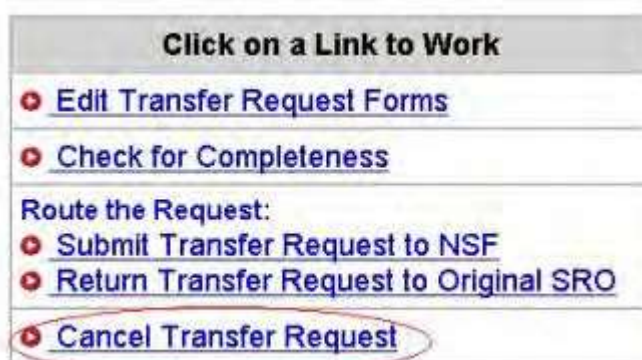 Click on a Link to Work
Edit Transfer Request Forms
Check for Completeness
Route the Request:
Submit Transfer Request to NSF
Return Transfer Request to Original SRO
Cancel Transfer Request